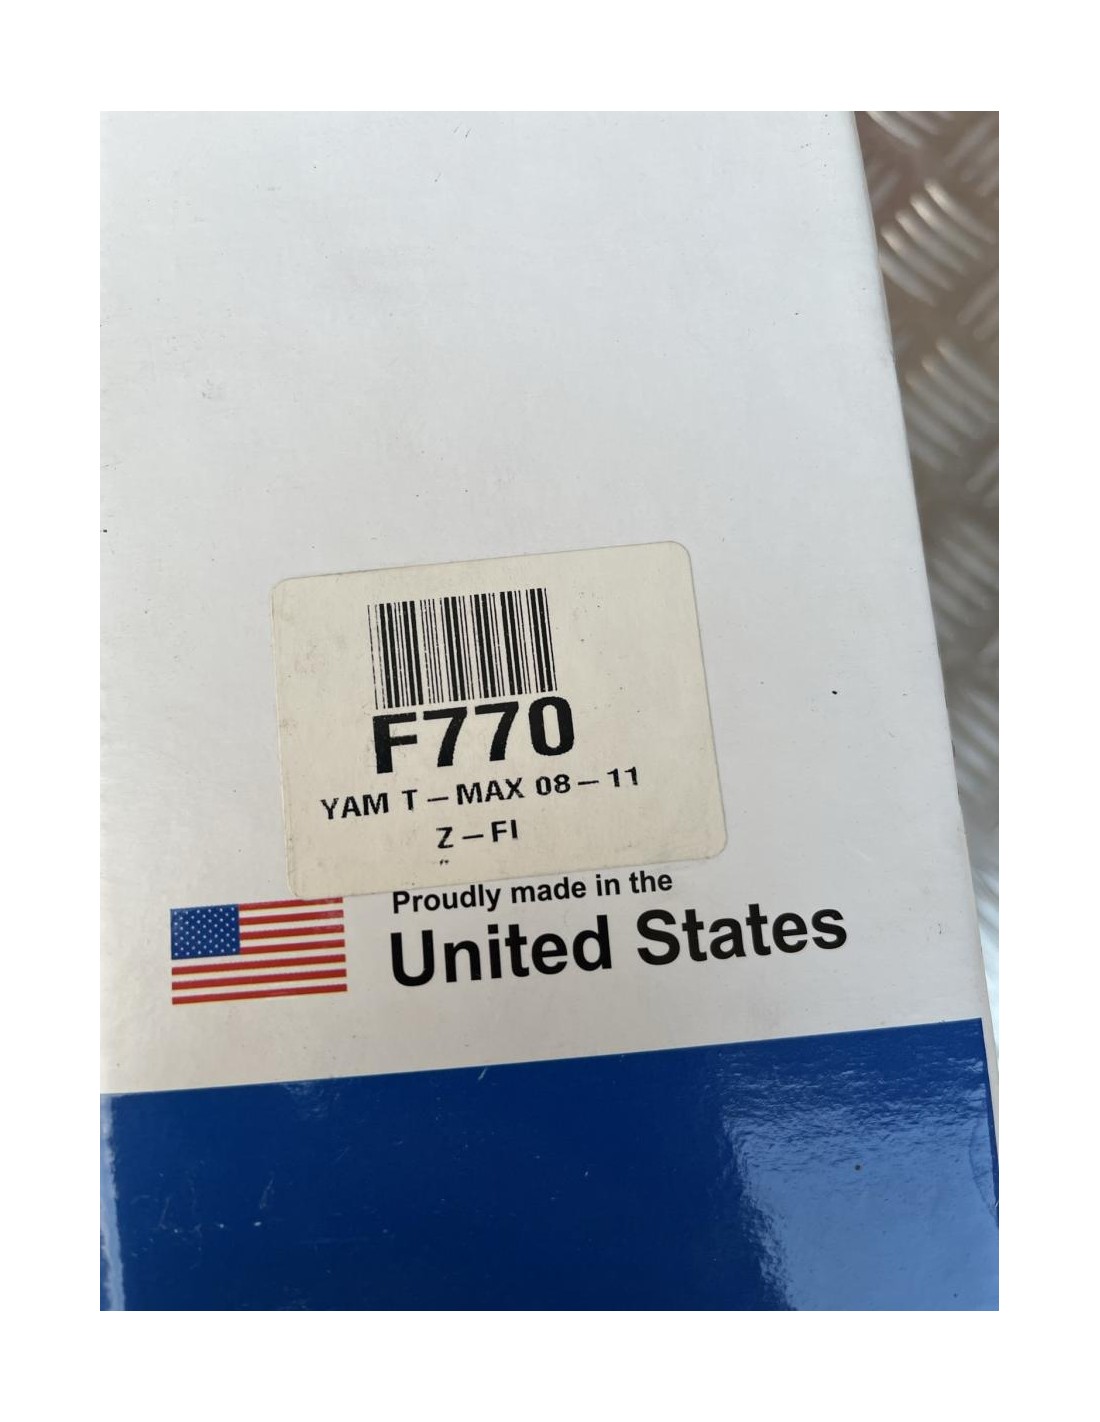 F770
YAM T-MAX 08-11
Z-FI
"
Proudly made in the
United States